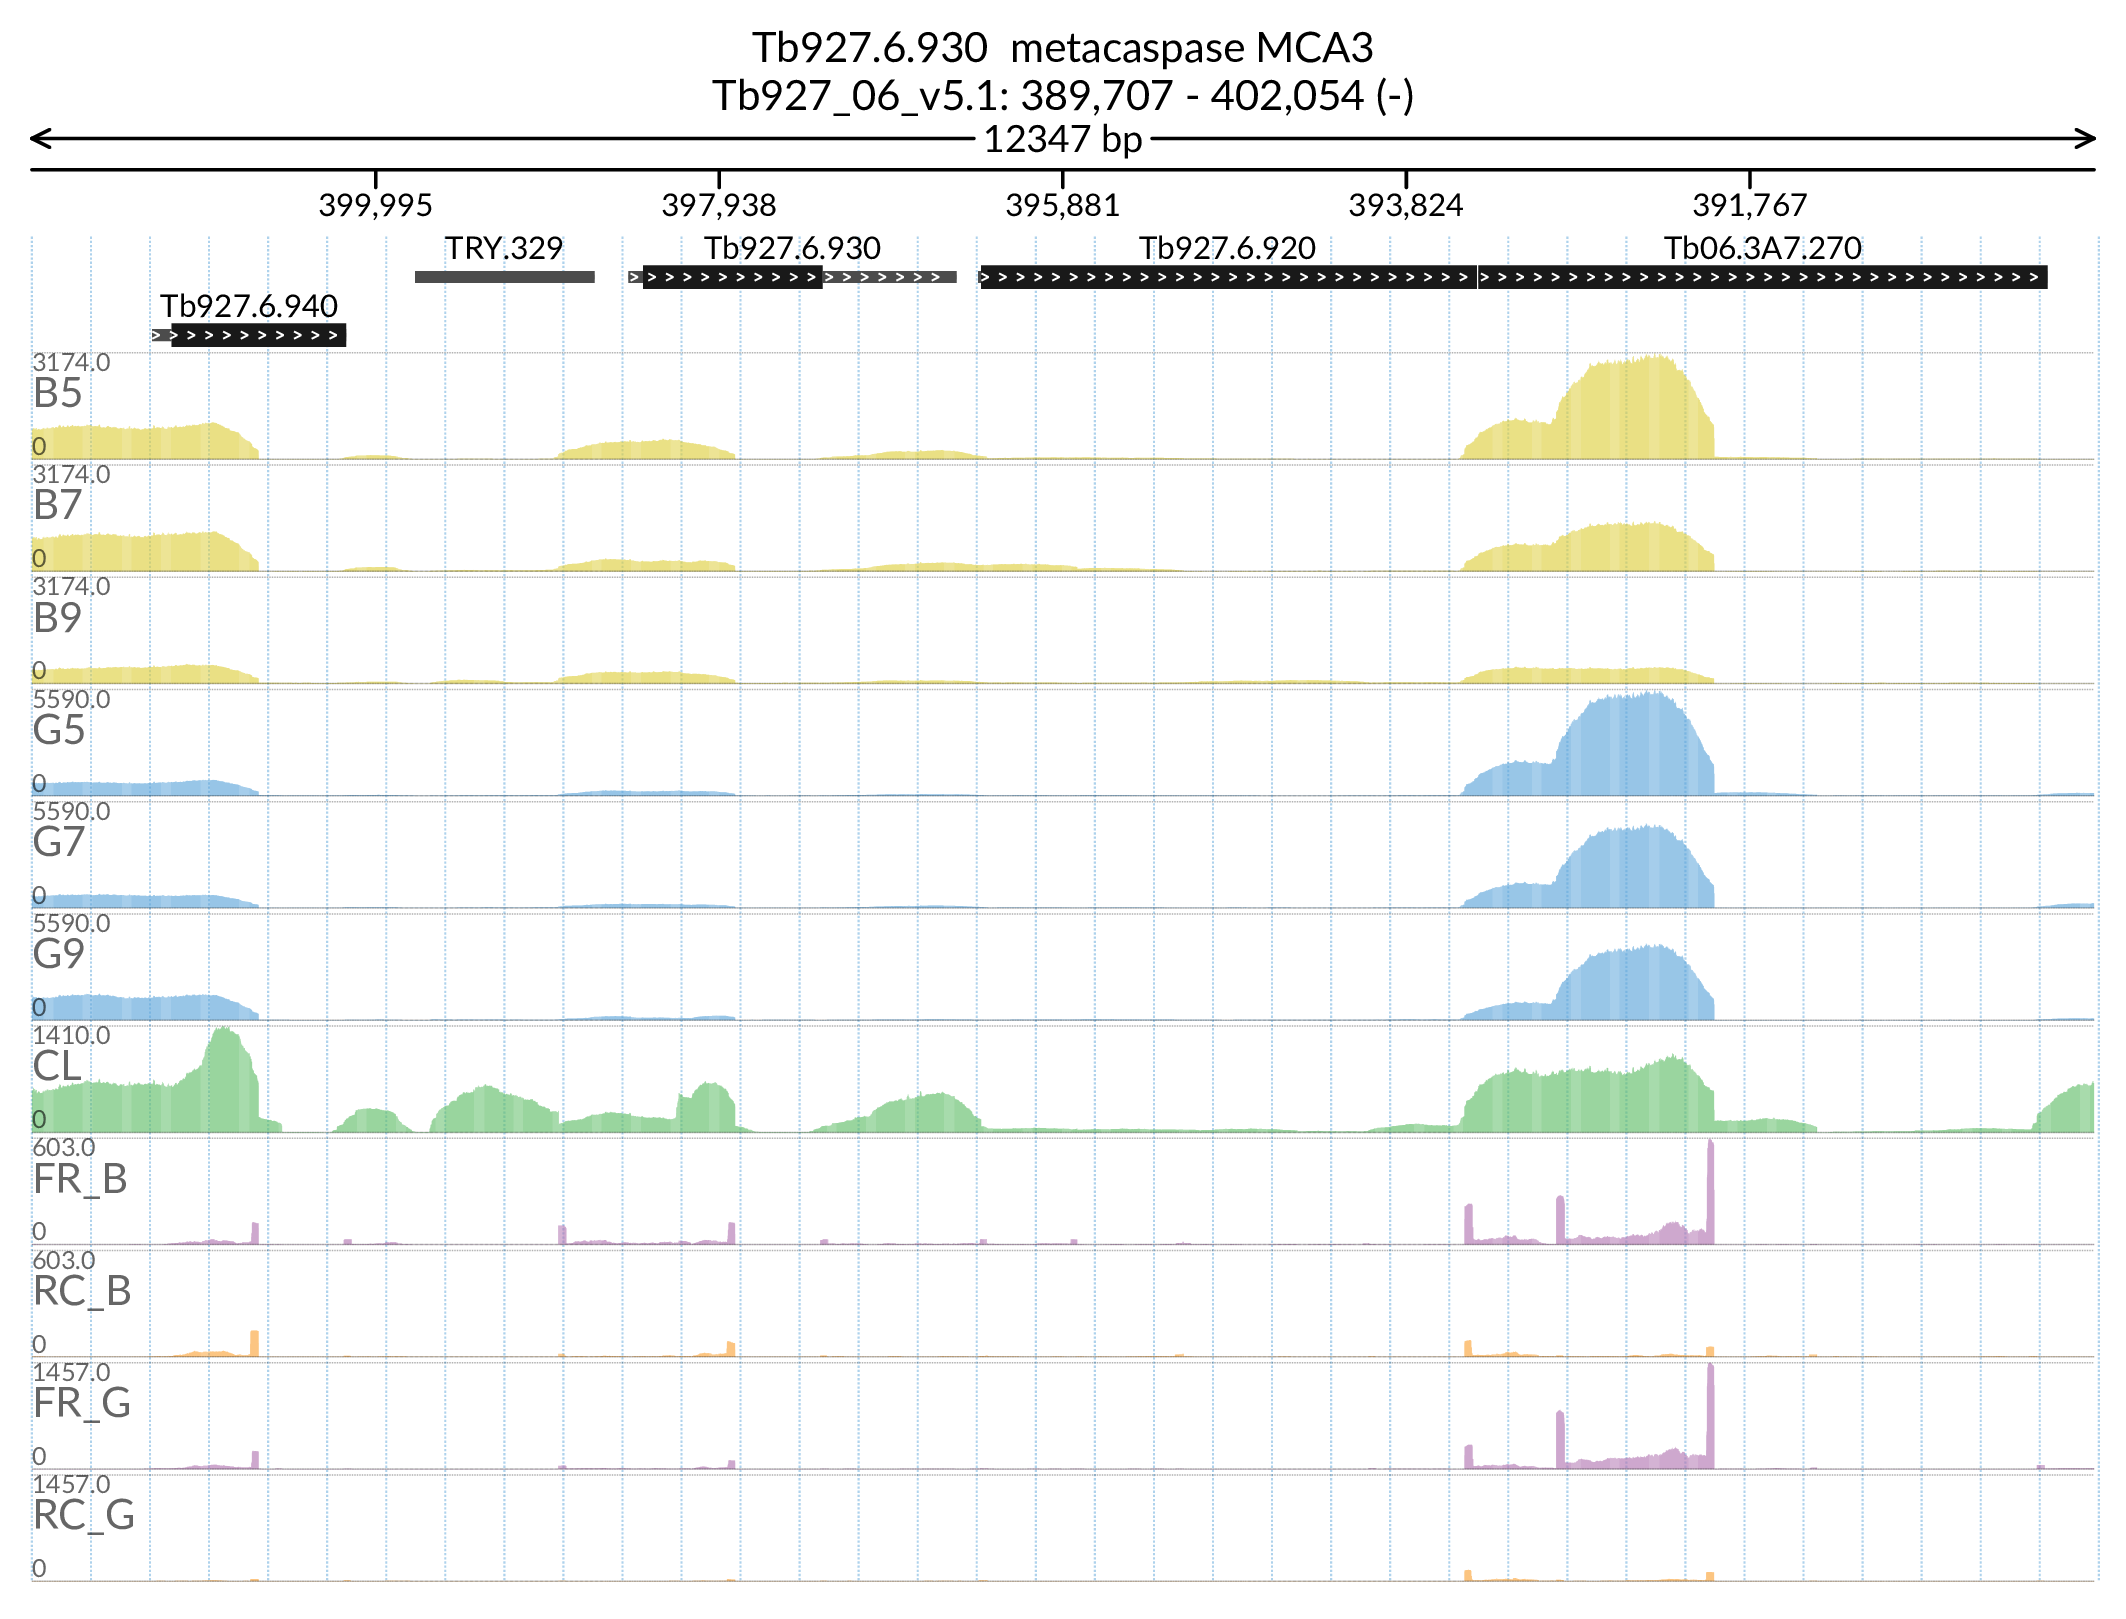 Tb927.6.930  metacaspase MCA3
Tb927_06_v5.1: 389,707 - 402,054 (-)
12347 bp
399,995 397,938 395,881 393,824 391,767
TRY.329 Tb927.6.930 Tb927.6.920 Tb06.3A7.270
Tb927.6.940
3174.0
B5
0
3174.0
B7
0
3174.0
B9
0
5590.0
G5
0
5590.0
G7
0
5590.0
G9
0
1410.0
CL
0
603.0
FR_B
0
603.0
RC_B
0
1457.0
FR_G
0
1457.0
RC_G
0